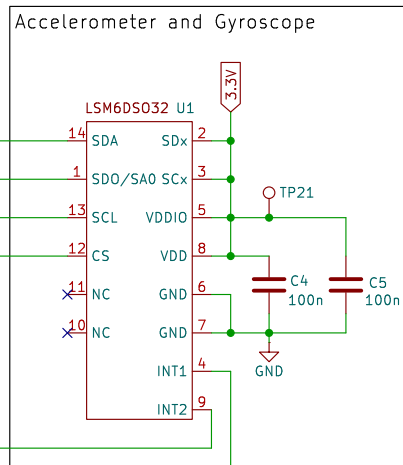 Accelerometer and Gyroscope
3.3V
LSM6DSO32 U1
14 SDA SDx 2
1 SDO/SA0 SCx 3
TP21
13 SCL VDDIO 5
12 CS VDD 8
C4
100n
C5
100n
11 NC GND 6
10 NC GND 7
GND
INT1 4
INT2 9